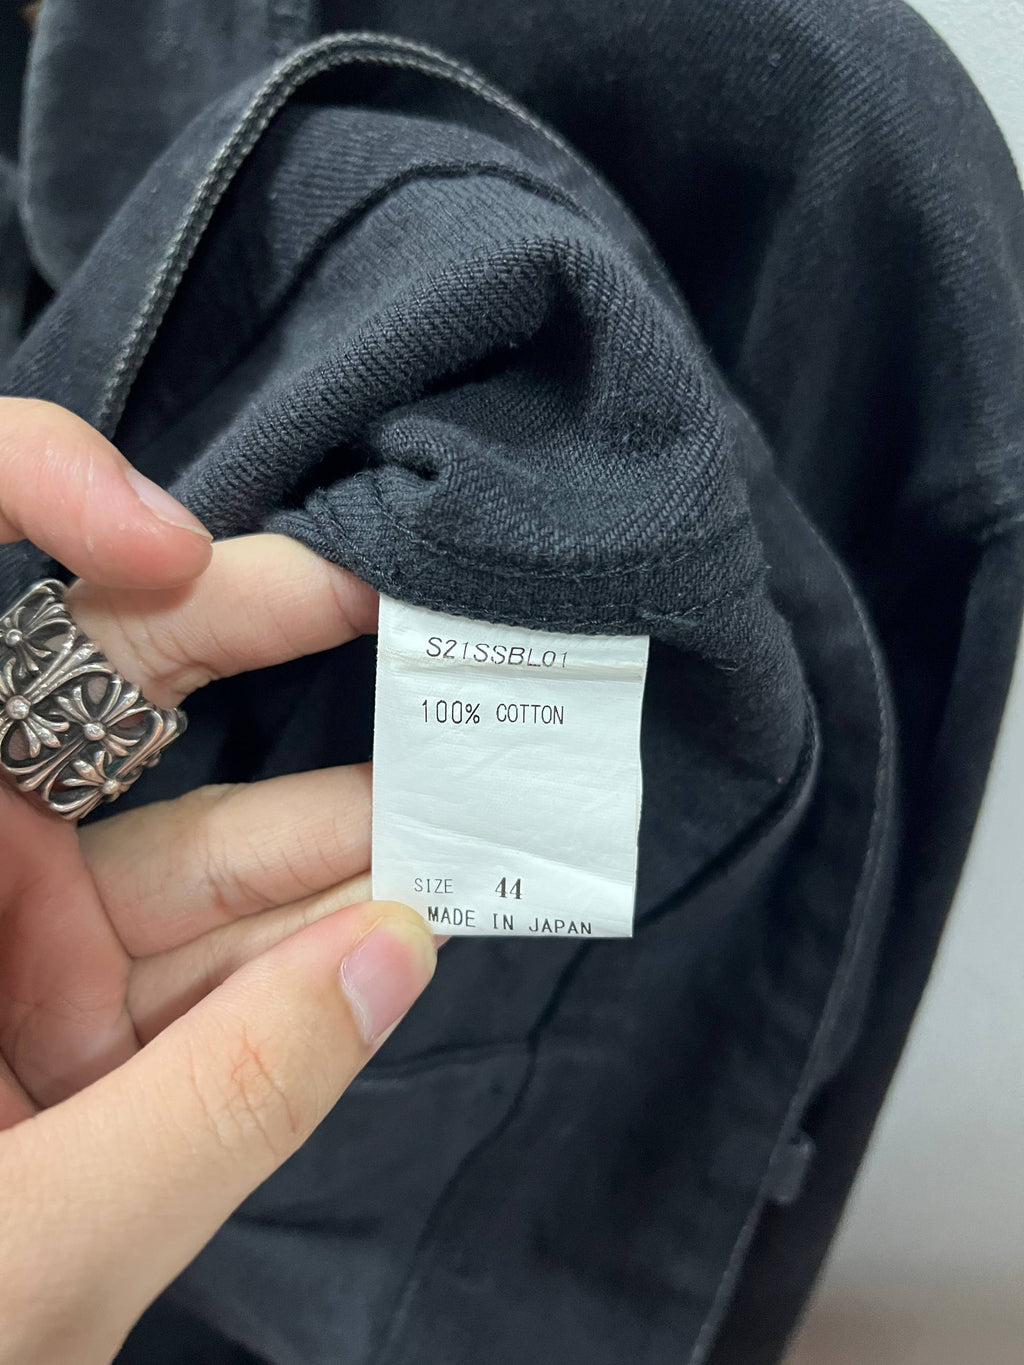 S21SSBL01
100% COTTON
SIZE 44
MADE IN JAPAN